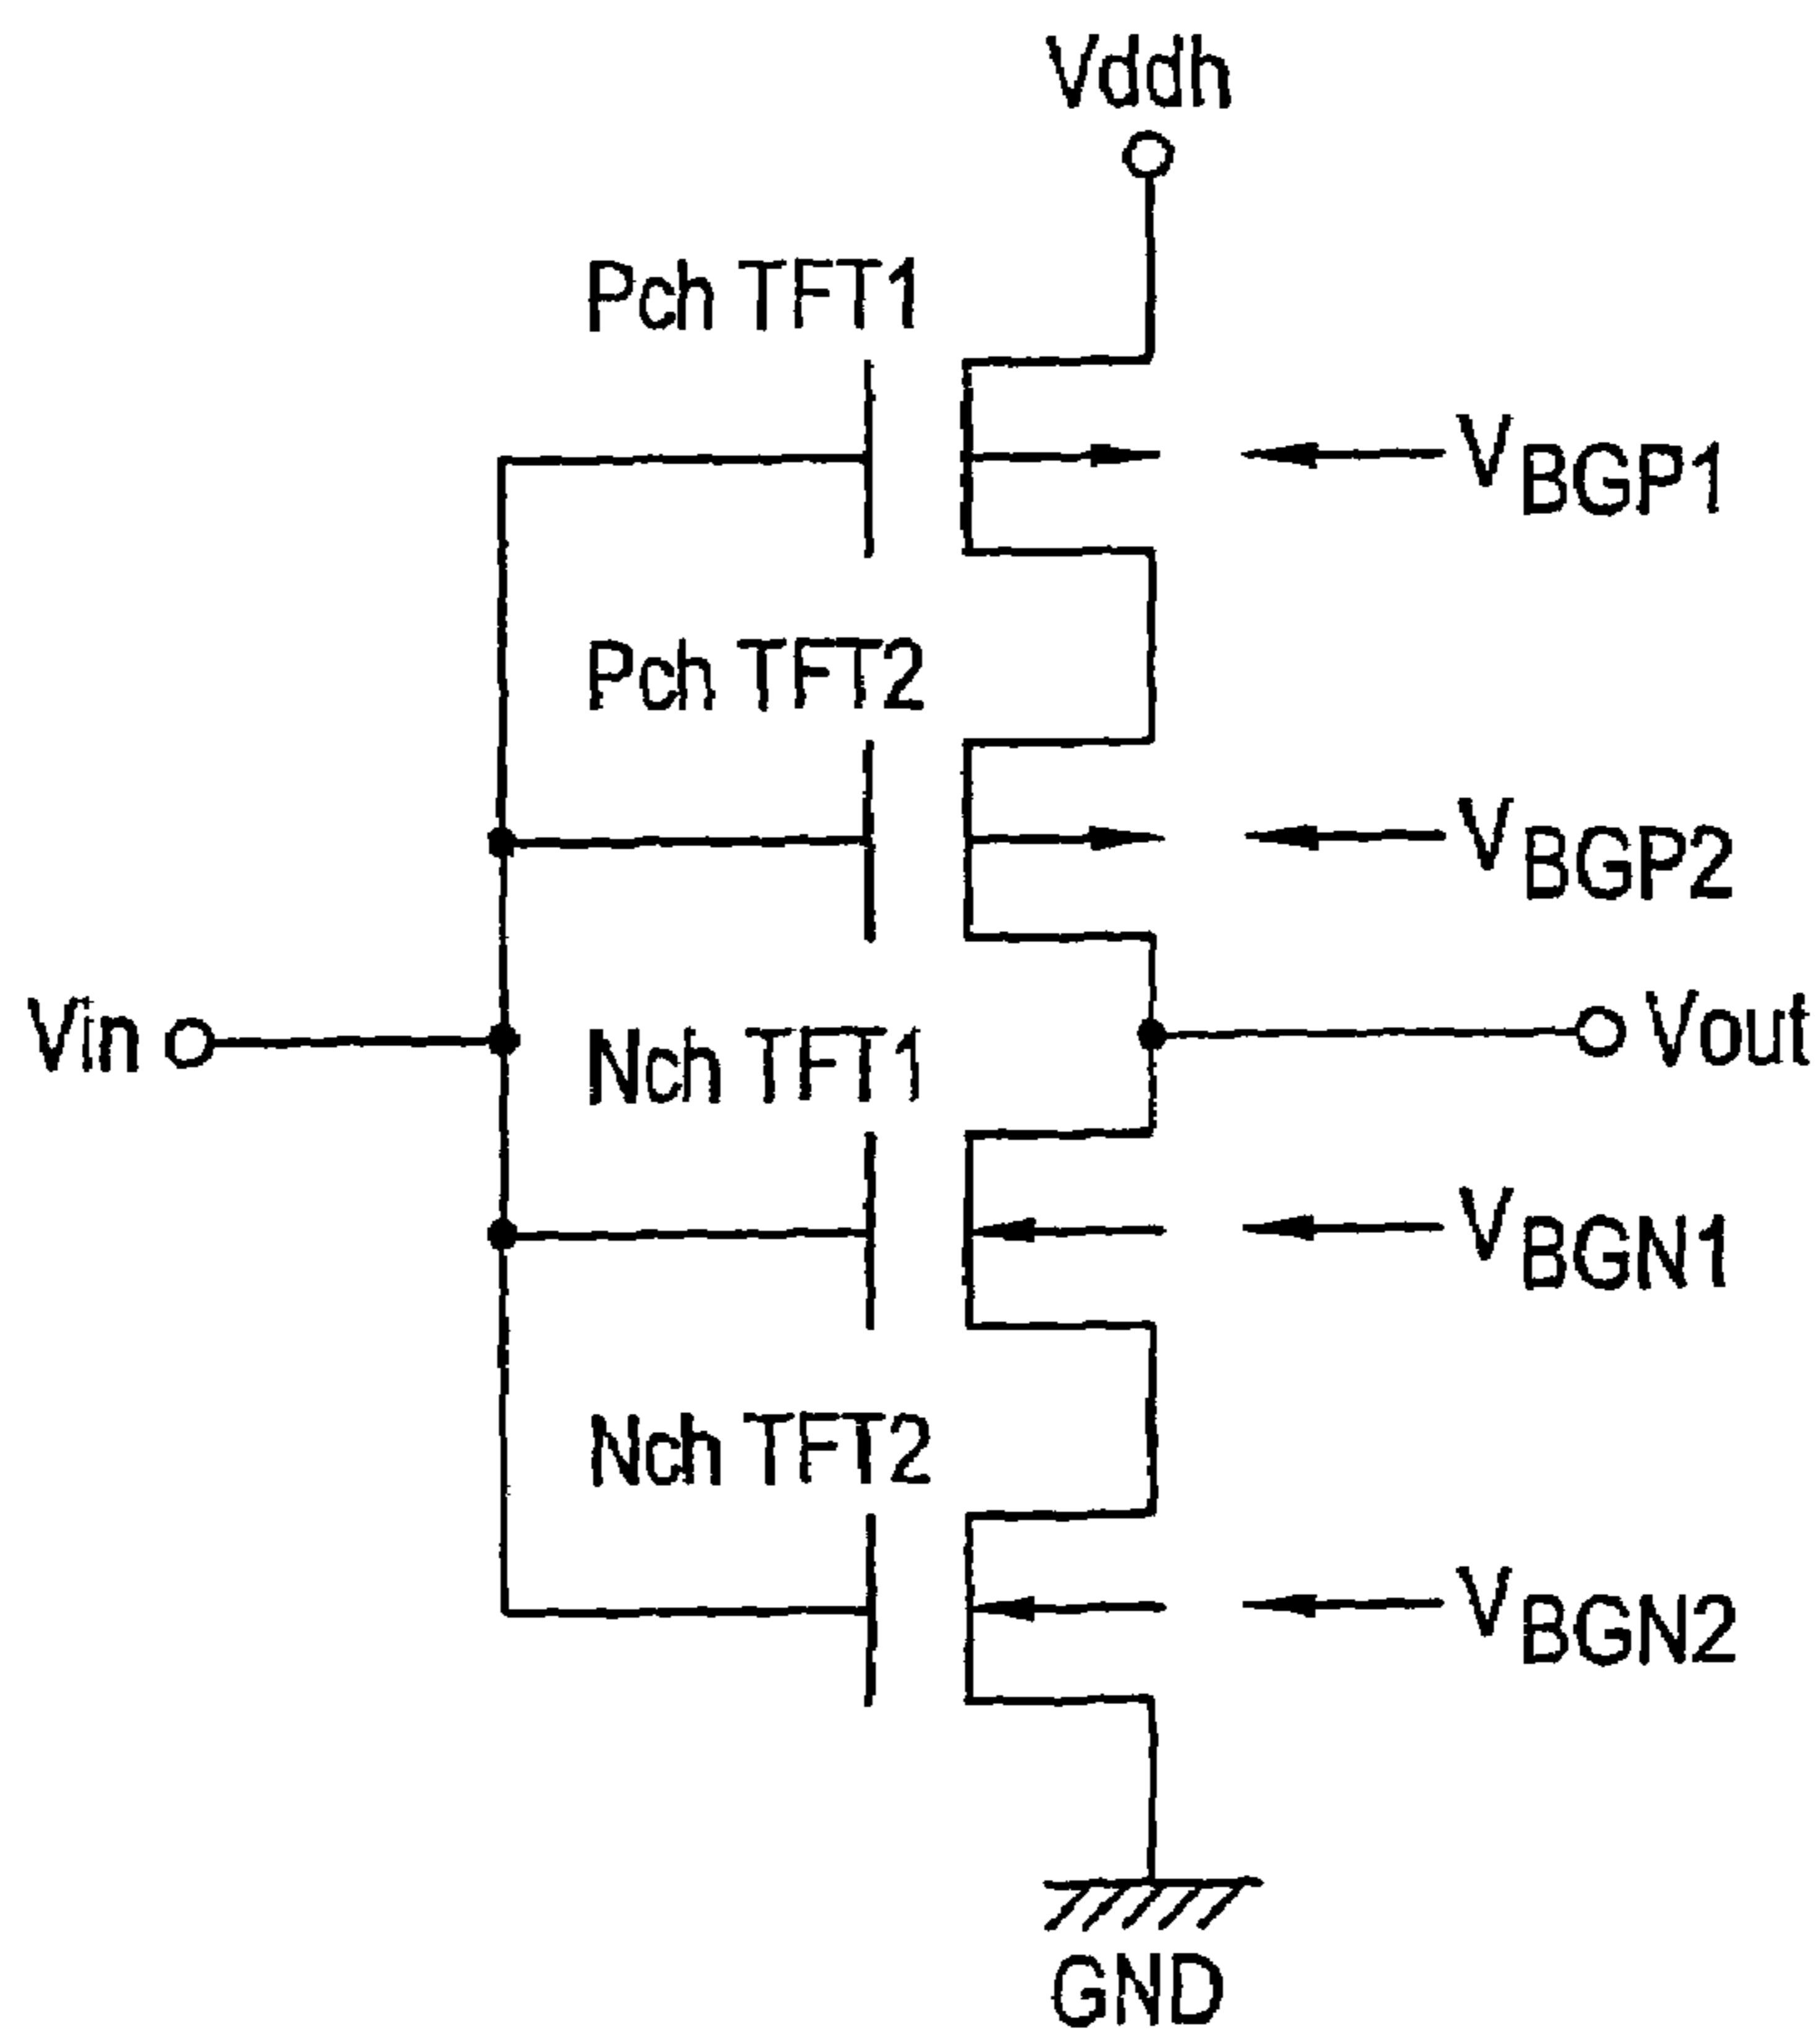 Vddh
Pch TFT1
VBGP1
Pch TFT2
VBGP2
Vin
Vout
Nch TFT1
VBGN1
Nch TFT2
VBGN2
GND